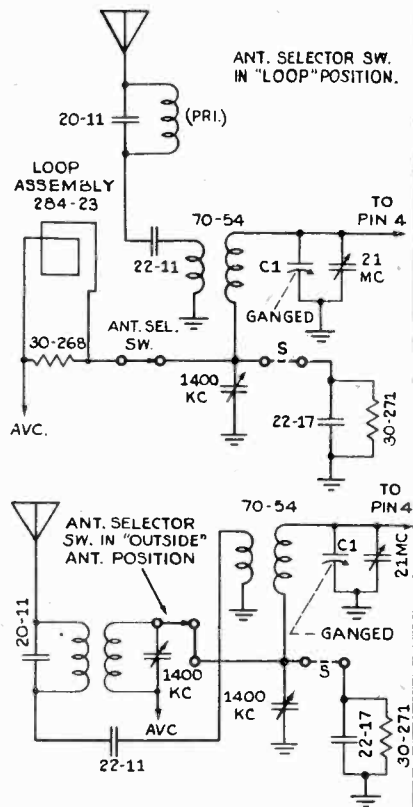 ANT. SELECTOR SW.
IN "LOOP" POSITION.
20-11
(PRI.)
LOOP
ASSEMBLY
284-23
70-54
TO
PIN 4
22-11
C1
21
MC
GANGED
30-268
ANT. SEL.
SW.
S
1400
KC
22-17
30-271
AVC.
70-54
TO
PIN 4
ANT. SELECTOR
SW. IN "OUTSIDE"
ANT. POSITION
C1
21 MC
20-11
GANGED
1400
KC
S
AVC
1400
KC
22-11
22-17
30-271